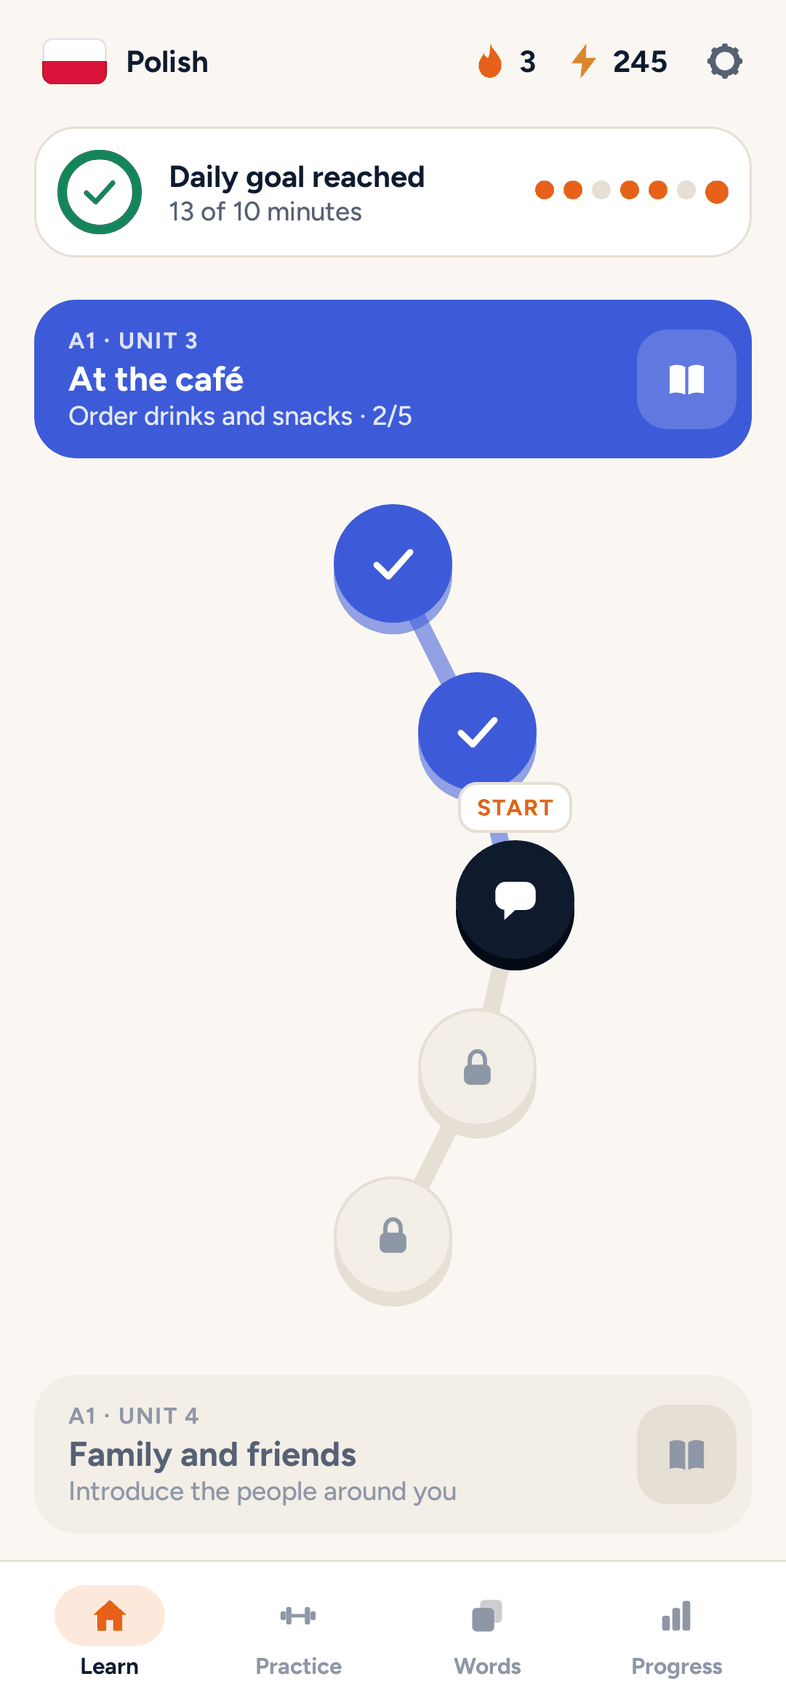 Polish
3
245
Daily goal reached
13 of 10 minutes
A1 · UNIT 3
At the café
Order drinks and snacks · 2/5
START
A1 · UNIT 4
Family and friends
Introduce the people around you
Learn
Practice
Words
Progress